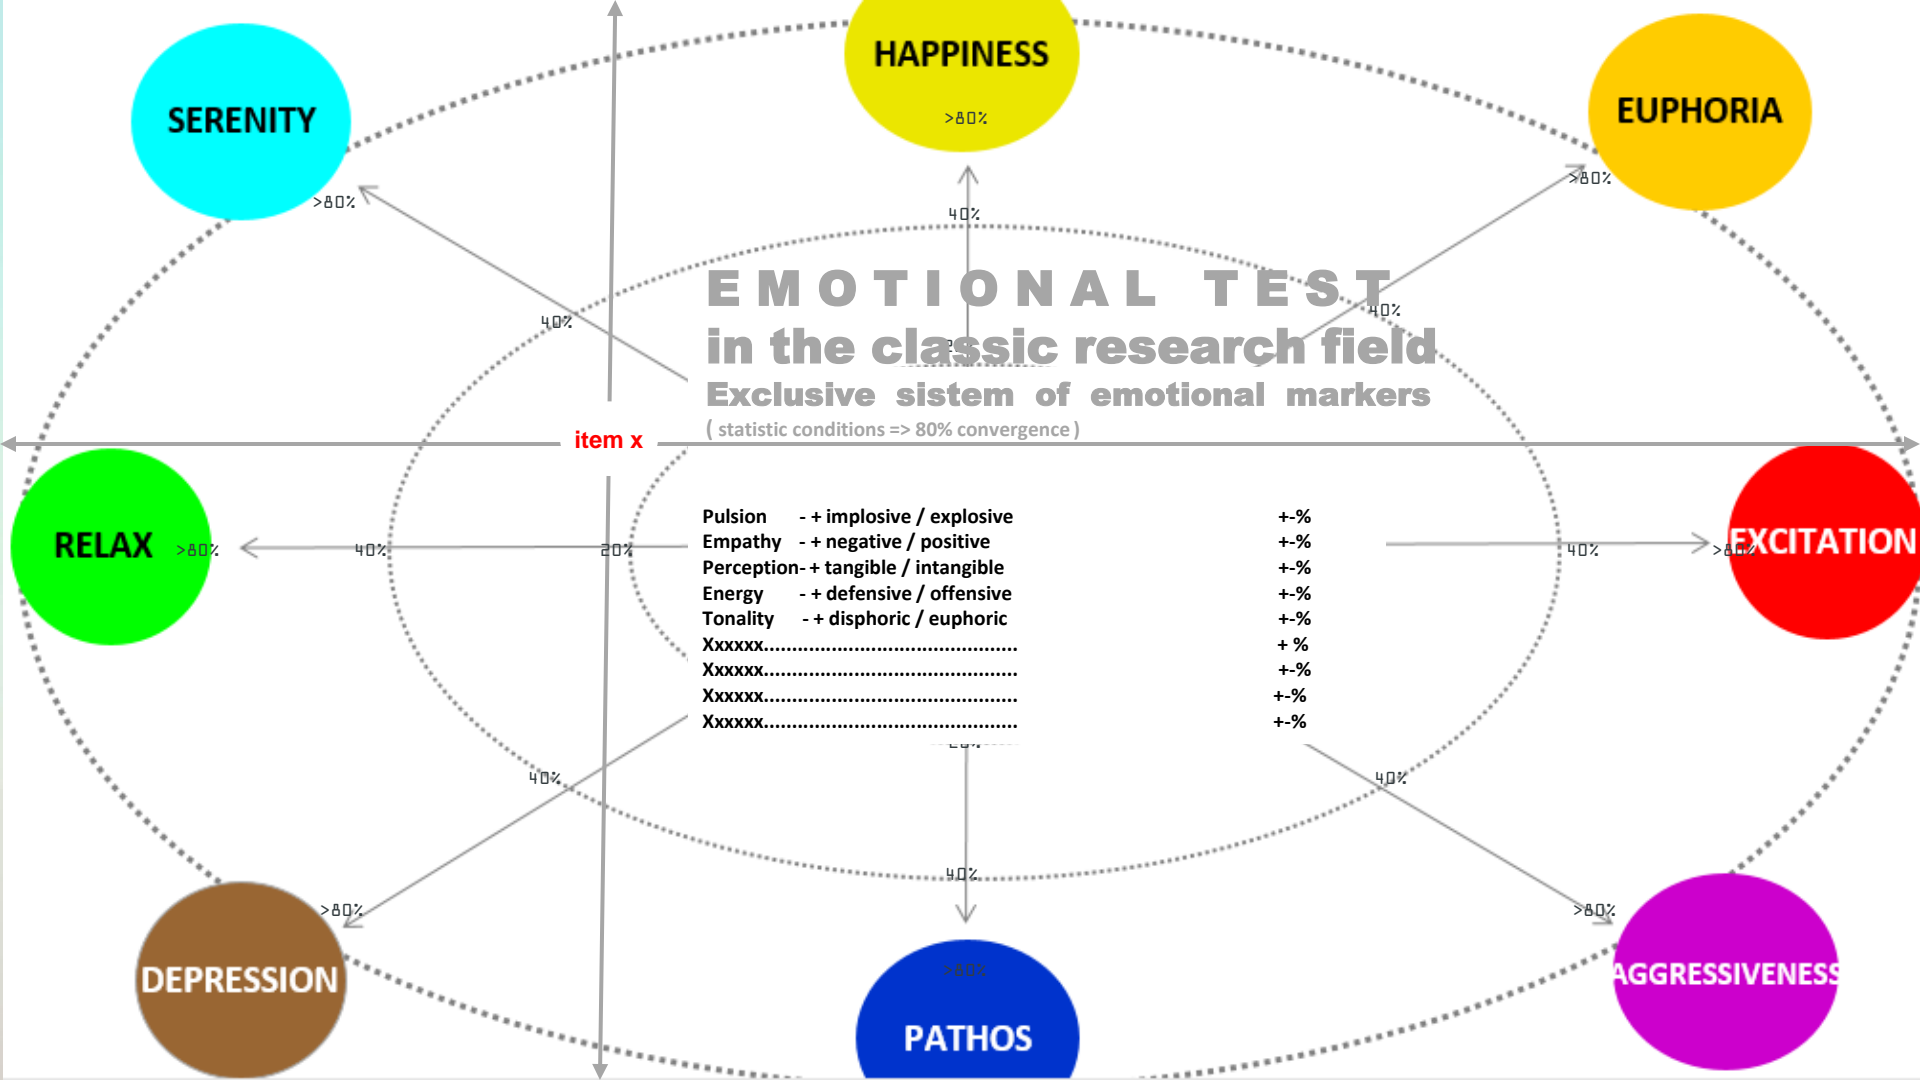 HAPPINESS
>80%
SERENITY
EUPHORIA
>80%
>80%
40%
40%
40%
EMOTIONAL TEST
in the classic research field
Exclusive sistem of emotional markers
( statistic conditions => 80% convergence )
item x
RELAX
>80%
40%
20%
Pulsion - + implosive / explosive +-%
Empathy - + negative / positive +-%
Perception- + tangible / intangible +-%
Energy - + defensive / offensive +-%
Tonality - + disphoric / euphoric +-%
Xxxxxx............................................. + %
Xxxxxx............................................. +-%
Xxxxxx............................................. +-%
Xxxxxx............................................. +-%
40%
>80%
EXCITATION
40%
40%
40%
>80%
>80%
DEPRESSION
>80%
PATHOS
AGGRESSIVENESS